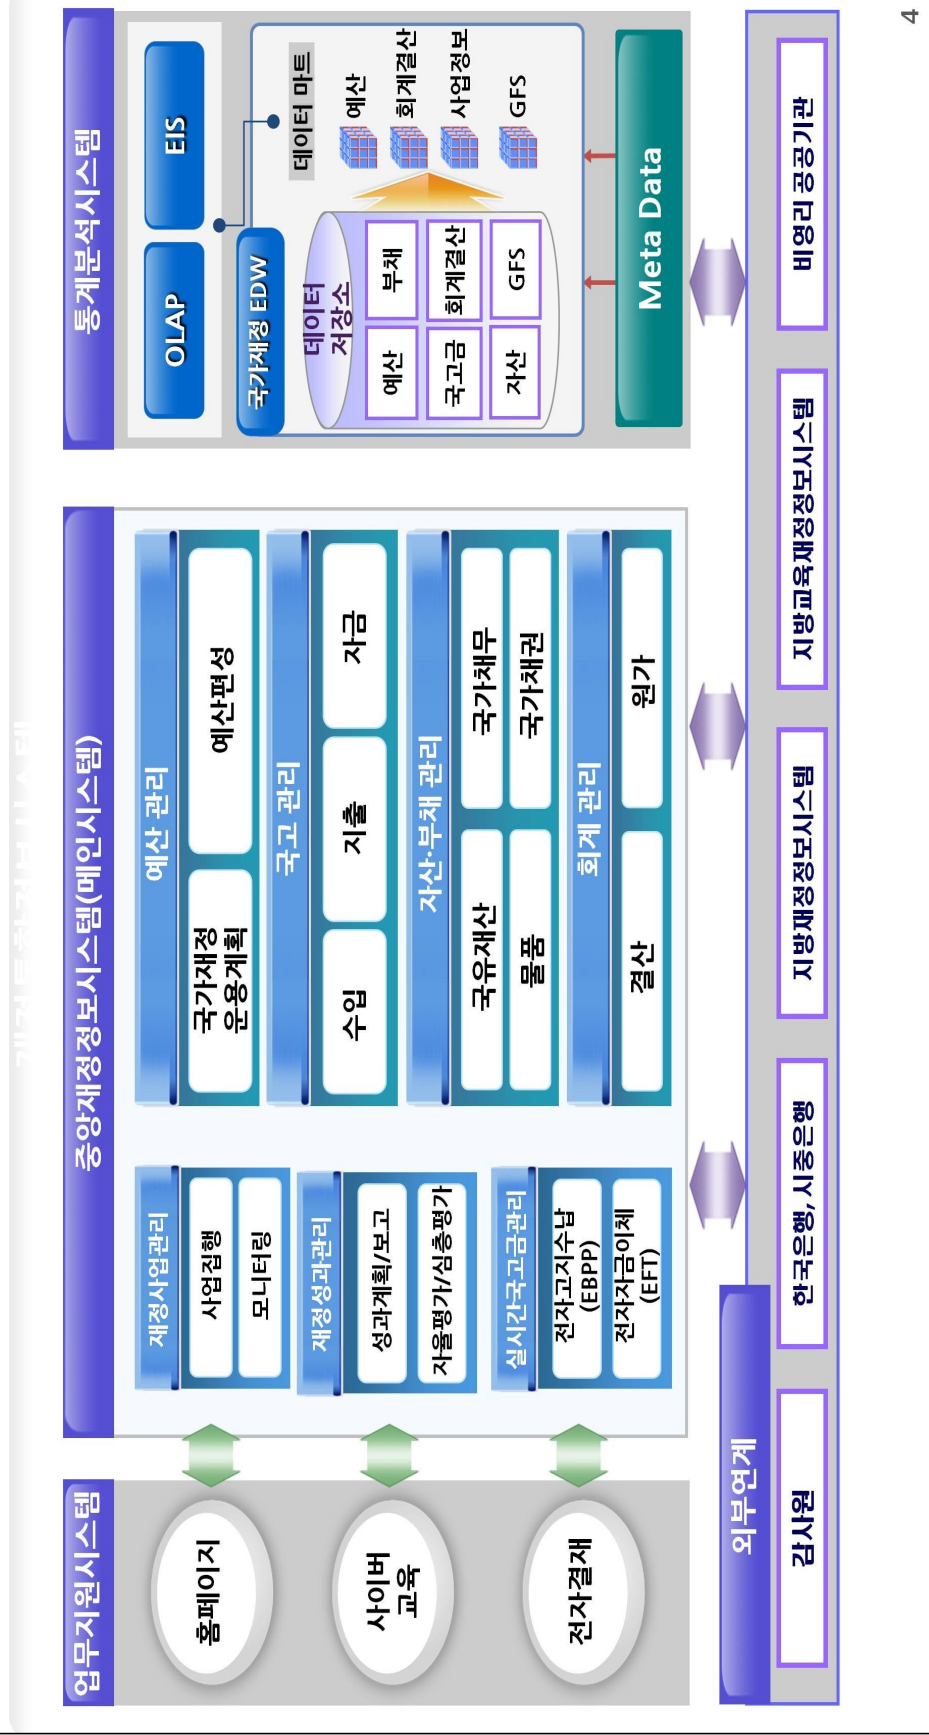 업무지원시스템
홈페이지
사이버
교육
전자결재
중앙재정정보시스템(메인시스템)
재정사업관리
사업집행
모니터링
재정성과관리
성과계획/보고
자율평가/심층평가
실시간국고금관리
전자고지수납
(EBPP)
전자자금이체
(EFT)
예산 관리
국가재정
운용계획
예산편성
국고 관리
수입
지출
자금
자산·부채 관리
국유재산
국가채무
물품
국가채권
회계 관리
결산
원가
통계분석시스템
OLAP
EIS
국가재정 EDW
데이터
저장소
예산
부채
국고금
회계결산
자산
GFS
데이터 마트
예산
회계결산
사업정보
GFS
Meta Data
외부연계
감사원
한국은행, 시중은행
지방재정정보시스템
지방교육재정정보시스템
비영리 공공기관
4